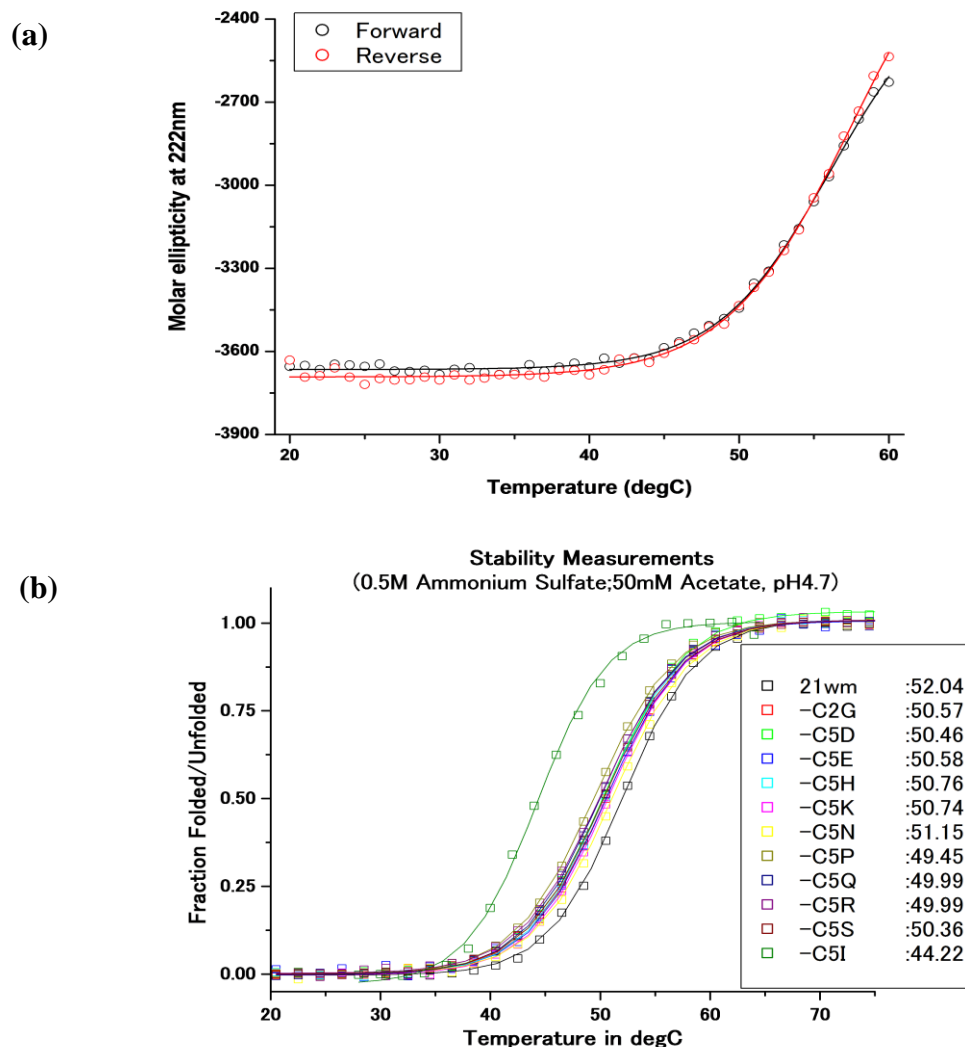 (a)
Forward
Reverse
Molar ellipticity at 222nm
-2400
-2700
-3000
-3300
-3600
-3900
20 30 40 50 60
Temperature (degC)
(b)
Stability Measurements
(0.5M Ammonium Sulfate;50mM Acetate, pH4.7)
Fraction Folded/Unfolded
1.00
0.75
0.50
0.25
0.00
21wm :52.04
-C2G :50.57
-C5D :50.46
-C5E :50.58
-C5H :50.76
-C5K :50.74
-C5N :51.15
-C5P :49.45
-C5Q :49.99
-C5R :49.99
-C5S :50.36
-C5I :44.22
20 30 40 50 60 70
Temperature in degC